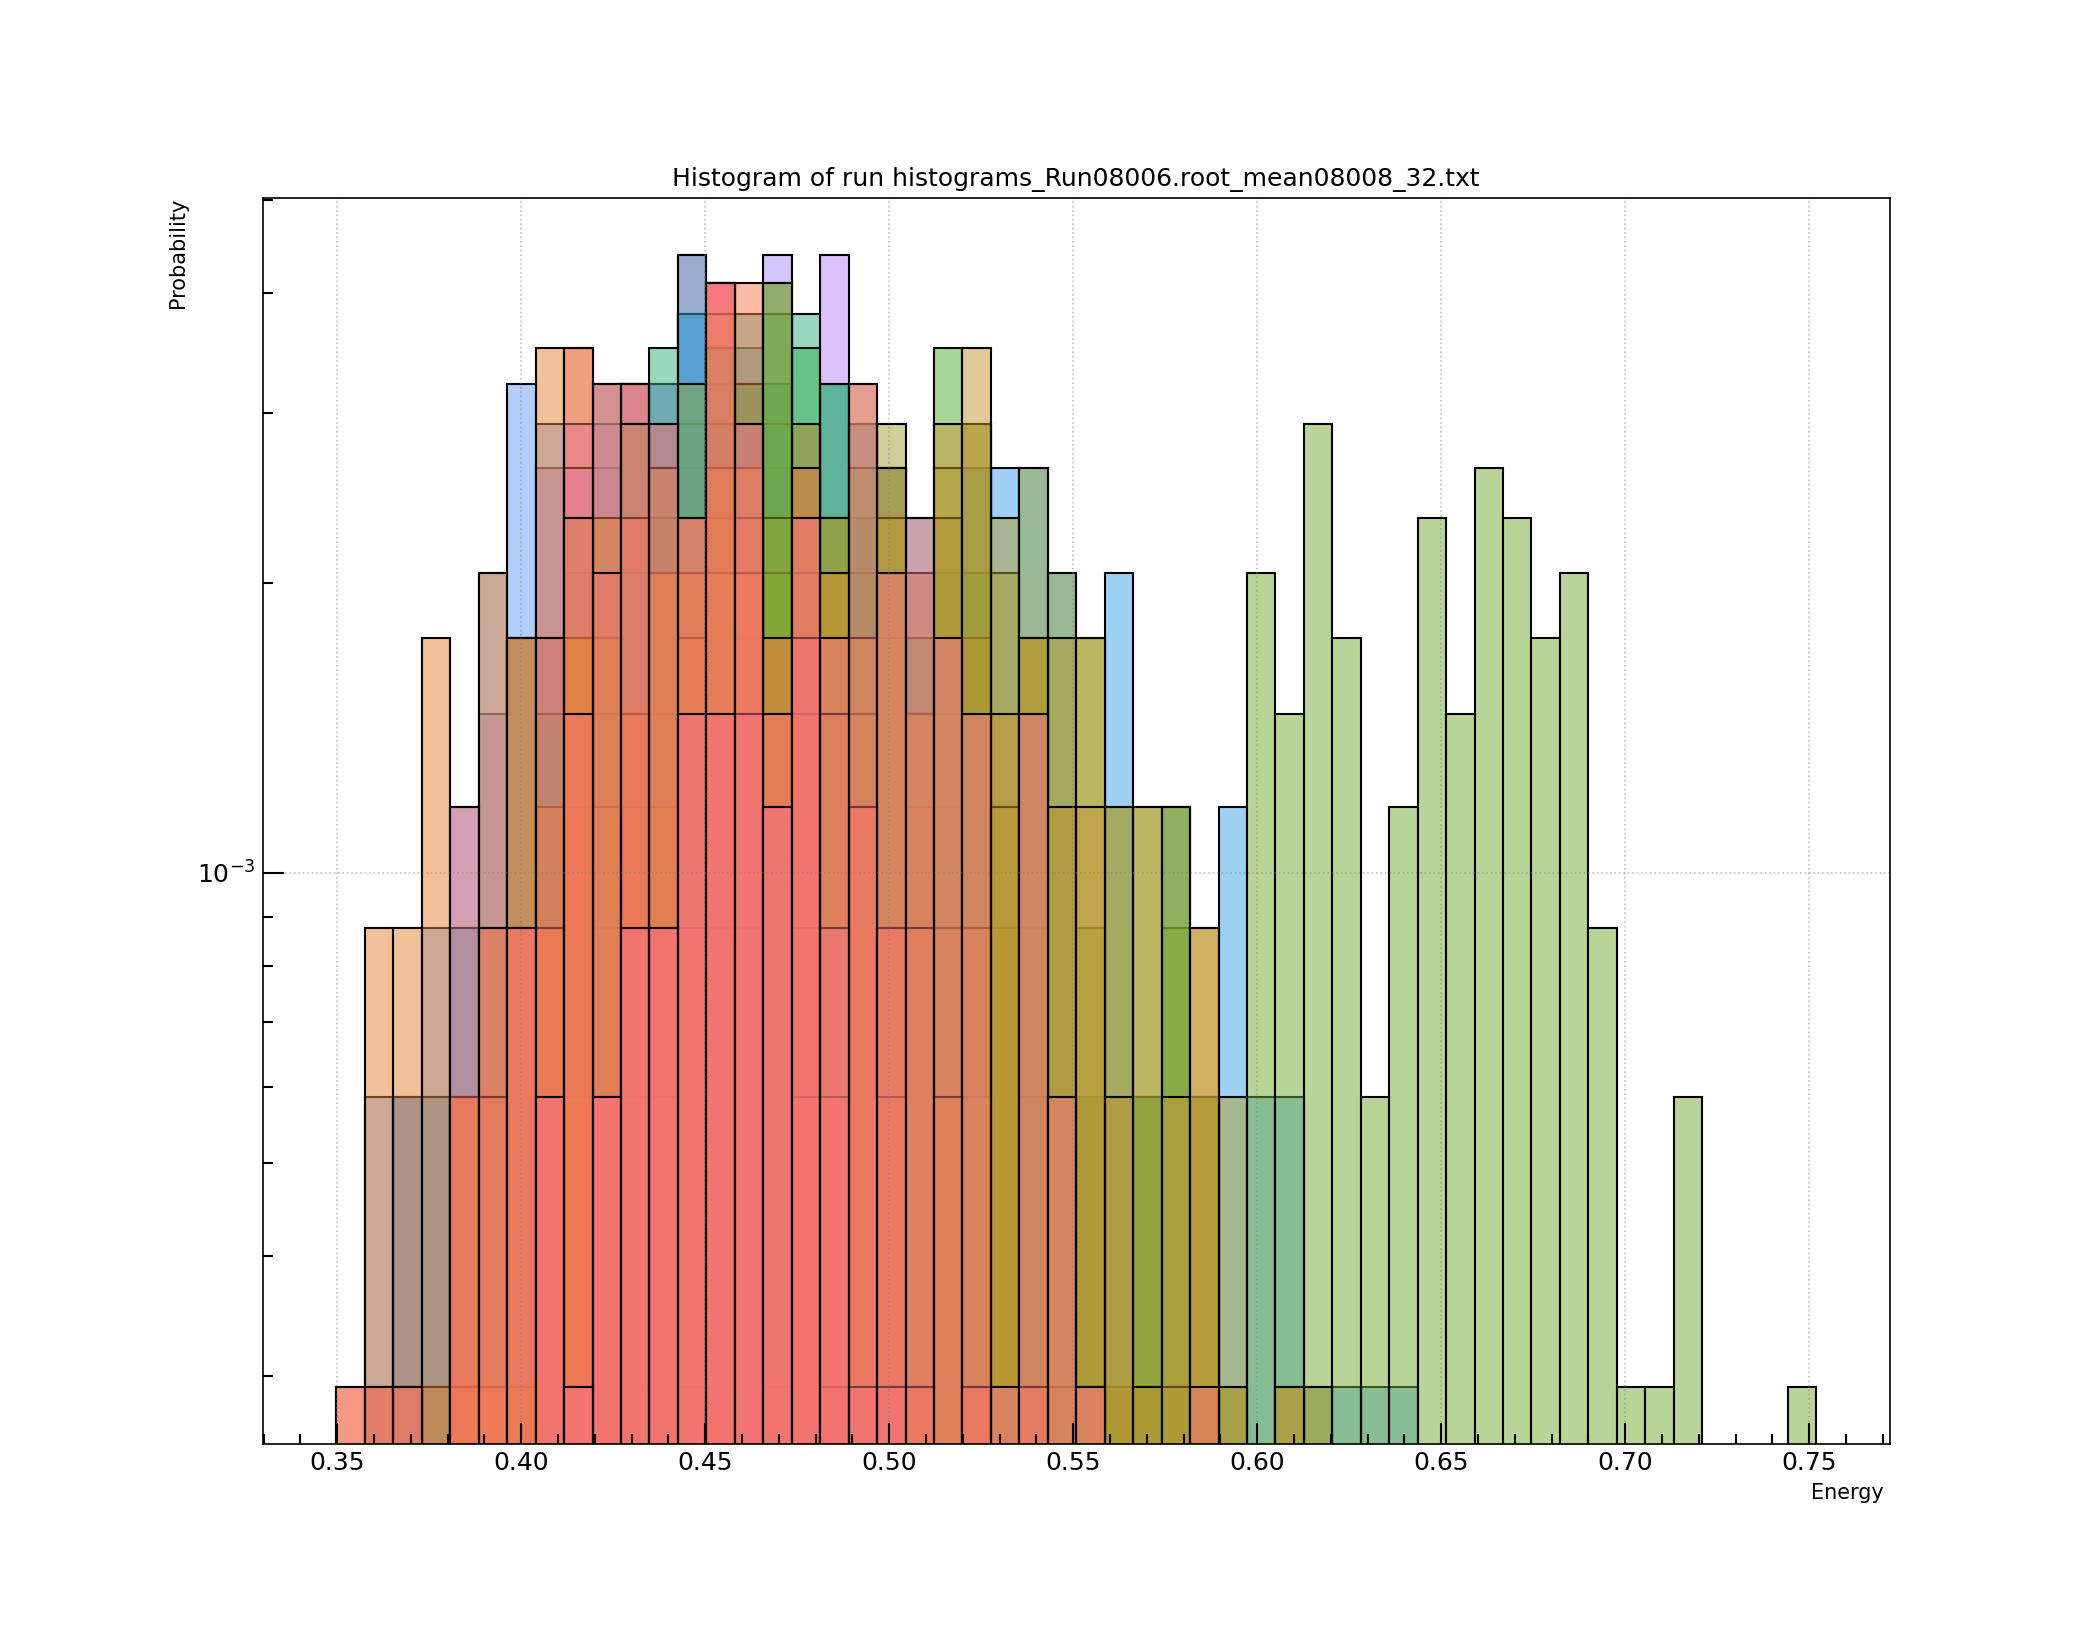 Histogram of run histograms_Run08006.root_mean08008_32.txt
Probability
10⁻³
0.35 0.40 0.45 0.50 0.55 0.60 0.65 0.70 0.75
Energy